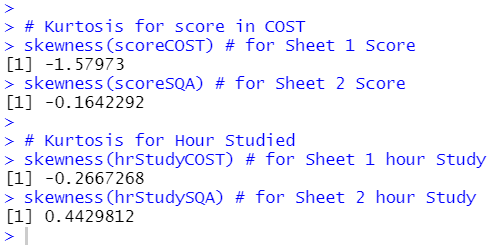 >
> # Kurtosis for score in COST
> skewness(scoreCOST) # for Sheet 1 Score
[1] -1.57973
> skewness(scoreSQA) # for Sheet 2 Score
[1] -0.1642292
>
> # Kurtosis for Hour Studied
> skewness(hrStudyCOST) # for Sheet 1 hour Study
[1] -0.2667268
> skewness(hrStudySQA) # for Sheet 2 hour Study
[1] 0.4429812
>